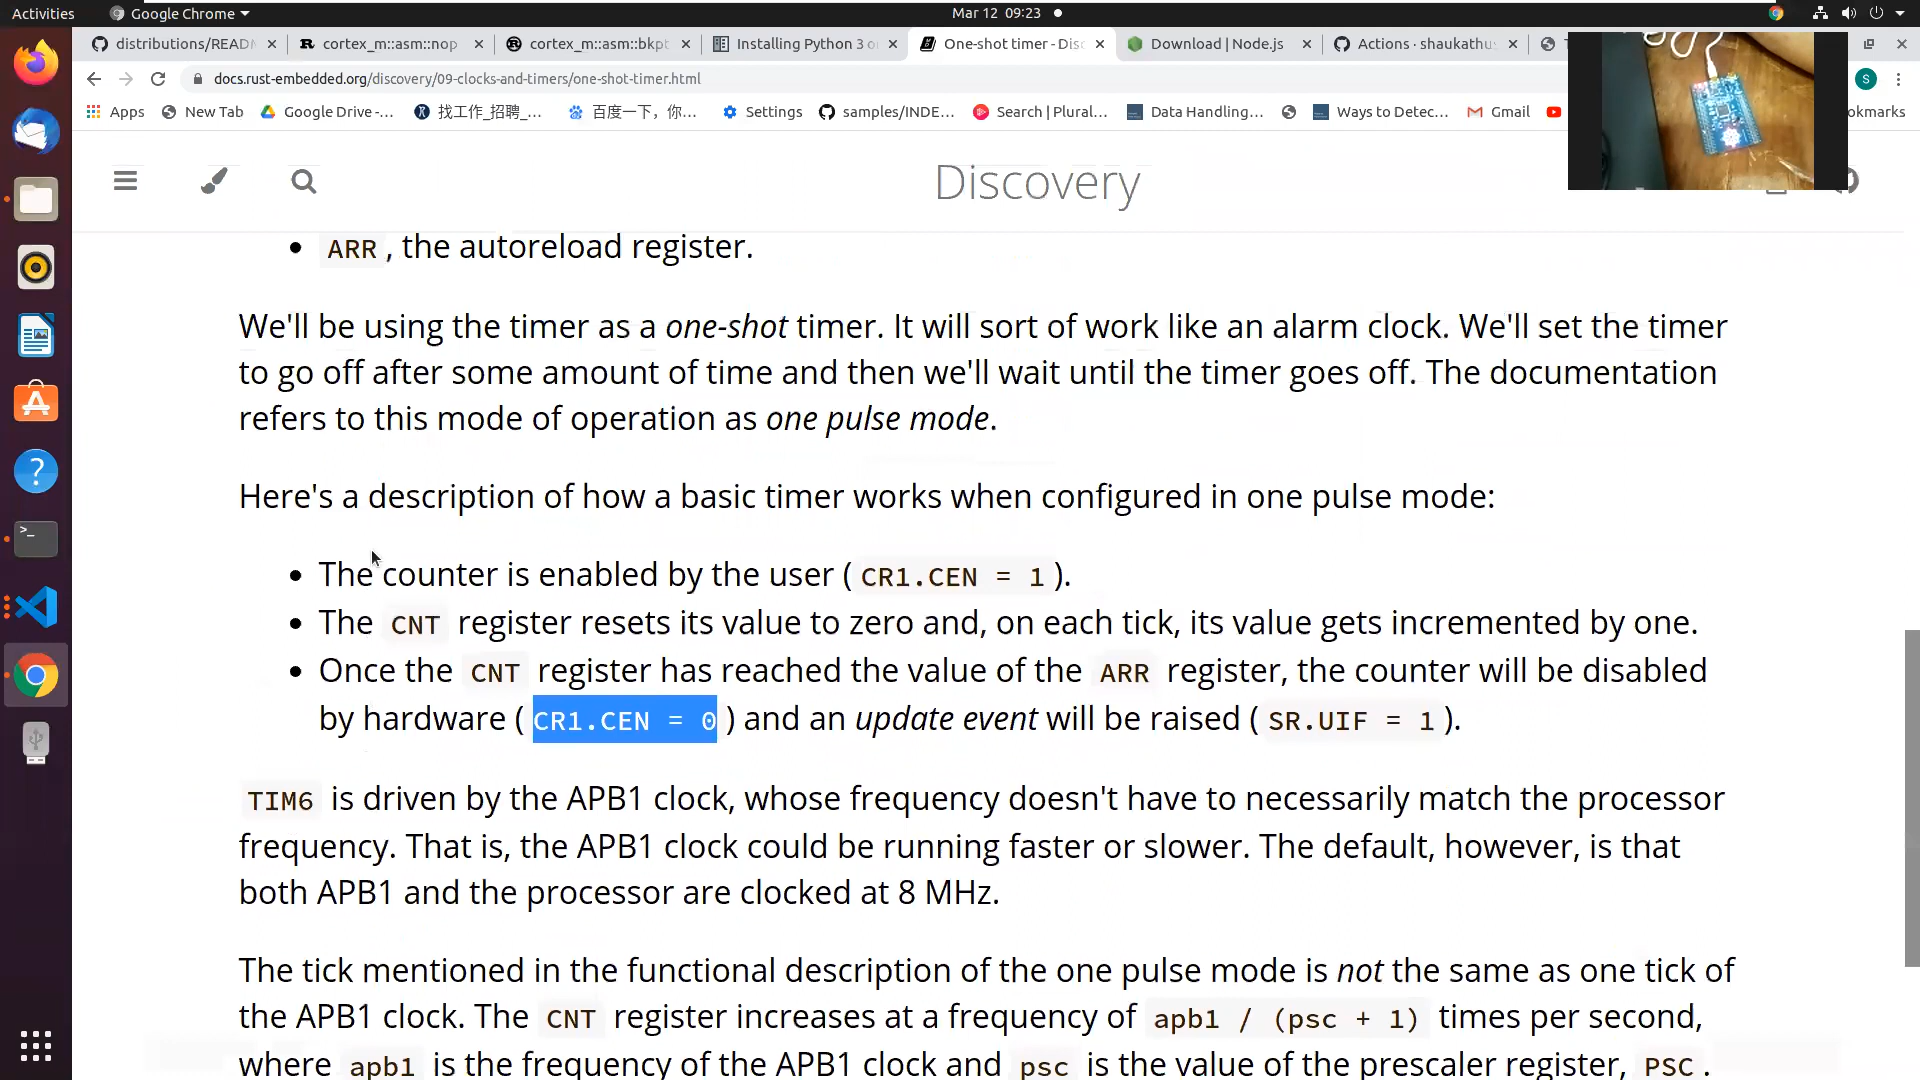 Activities
Google Chrome
Mar 12 09:23
distributions/READM
cortex_m::asm::nop
cortex_m::asm::bkpt
Installing Python 3 o
One-shot timer - Disc
Download | Node.js
Actions · shaukathus
docs.rust-embedded.org/discovery/09-clocks-and-timers/one-shot-timer.html
S
Apps
New Tab
Google Drive -...
找工作_招聘_...
百度一下，你...
Settings
samples/INDE...
Search | Plural...
Data Handling...
Ways to Detec...
Gmail
okmarks
Discovery
• ARR , the autoreload register.
We'll be using the timer as a one-shot timer. It will sort of work like an alarm clock. We'll set the timer
to go off after some amount of time and then we'll wait until the timer goes off. The documentation
refers to this mode of operation as one pulse mode.
Here's a description of how a basic timer works when configured in one pulse mode:
• The counter is enabled by the user ( CR1.CEN = 1 ).
• The CNT register resets its value to zero and, on each tick, its value gets incremented by one.
• Once the CNT register has reached the value of the ARR register, the counter will be disabled
by hardware ( CR1.CEN = 0 ) and an update event will be raised ( SR.UIF = 1 ).
TIM6 is driven by the APB1 clock, whose frequency doesn't have to necessarily match the processor
frequency. That is, the APB1 clock could be running faster or slower. The default, however, is that
both APB1 and the processor are clocked at 8 MHz.
The tick mentioned in the functional description of the one pulse mode is not the same as one tick of
the APB1 clock. The CNT register increases at a frequency of apb1 / (psc + 1) times per second,
where apb1 is the frequency of the APB1 clock and psc is the value of the prescaler register, PSC .